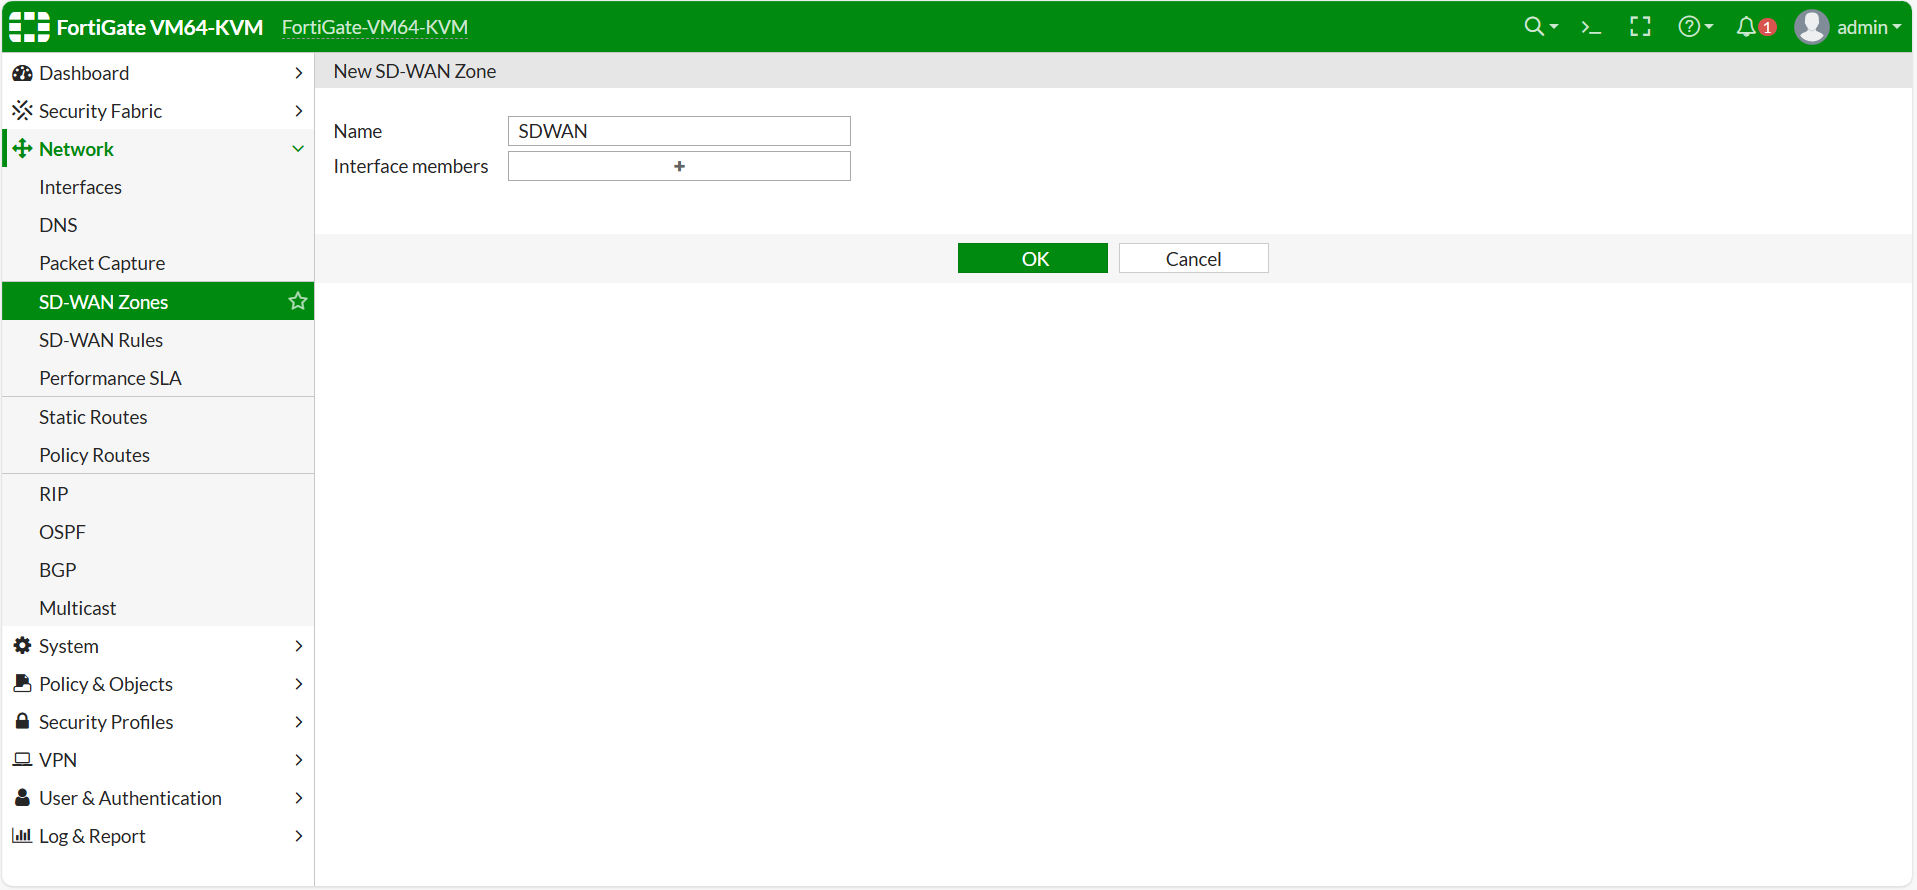 FortiGate VM64-KVM FortiGate-VM64-KVM 1 admin
Dashboard
Security Fabric
Network
Interfaces
DNS
Packet Capture
SD-WAN Zones
SD-WAN Rules
Performance SLA
Static Routes
Policy Routes
RIP
OSPF
BGP
Multicast
System
Policy & Objects
Security Profiles
VPN
User & Authentication
Log & Report
New SD-WAN Zone
Name SDWAN
Interface members +
OK Cancel